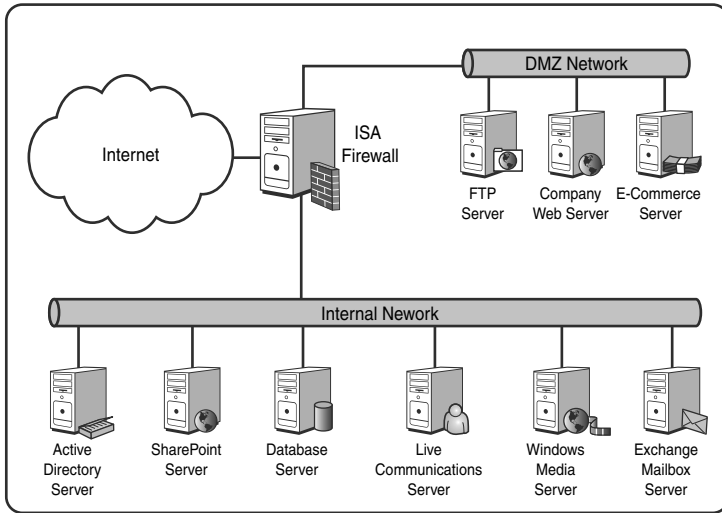 DMZ Network
Internet
ISA
Firewall
FTP
Server
Company
Web Server
E-Commerce
Server
Internal Nework
Active
Directory
Server
SharePoint
Server
Database
Server
Live
Communications
Server
Windows
Media
Server
Exchange
Mailbox
Server